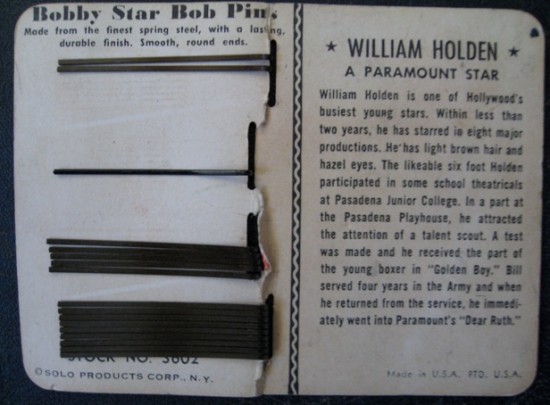 Bobby Star Bob Pins
Made from the finest spring steel, with a lasting,
durable finish. Smooth, round ends.
STOCK NO. 3602
© SOLO PRODUCTS CORP., N.Y.
★ WILLIAM HOLDEN ★
A PARAMOUNT STAR
William Holden is one of Hollywood's
busiest young stars. Within less than
two years, he has starred in eight major
productions. He has light brown hair and
hazel eyes. The likeable six foot Holden
participated in some school theatricals
at Pasadena Junior College. In a part at
the Pasadena Playhouse, he attracted
the attention of a talent scout. A test
was made and he received the part of
the young boxer in "Golden Boy." Bill
served four years in the Army and when
he returned from the service, he immedi-
ately went into Paramount's "Dear Ruth."
Made in U.S.A. PTD. U.S.A.